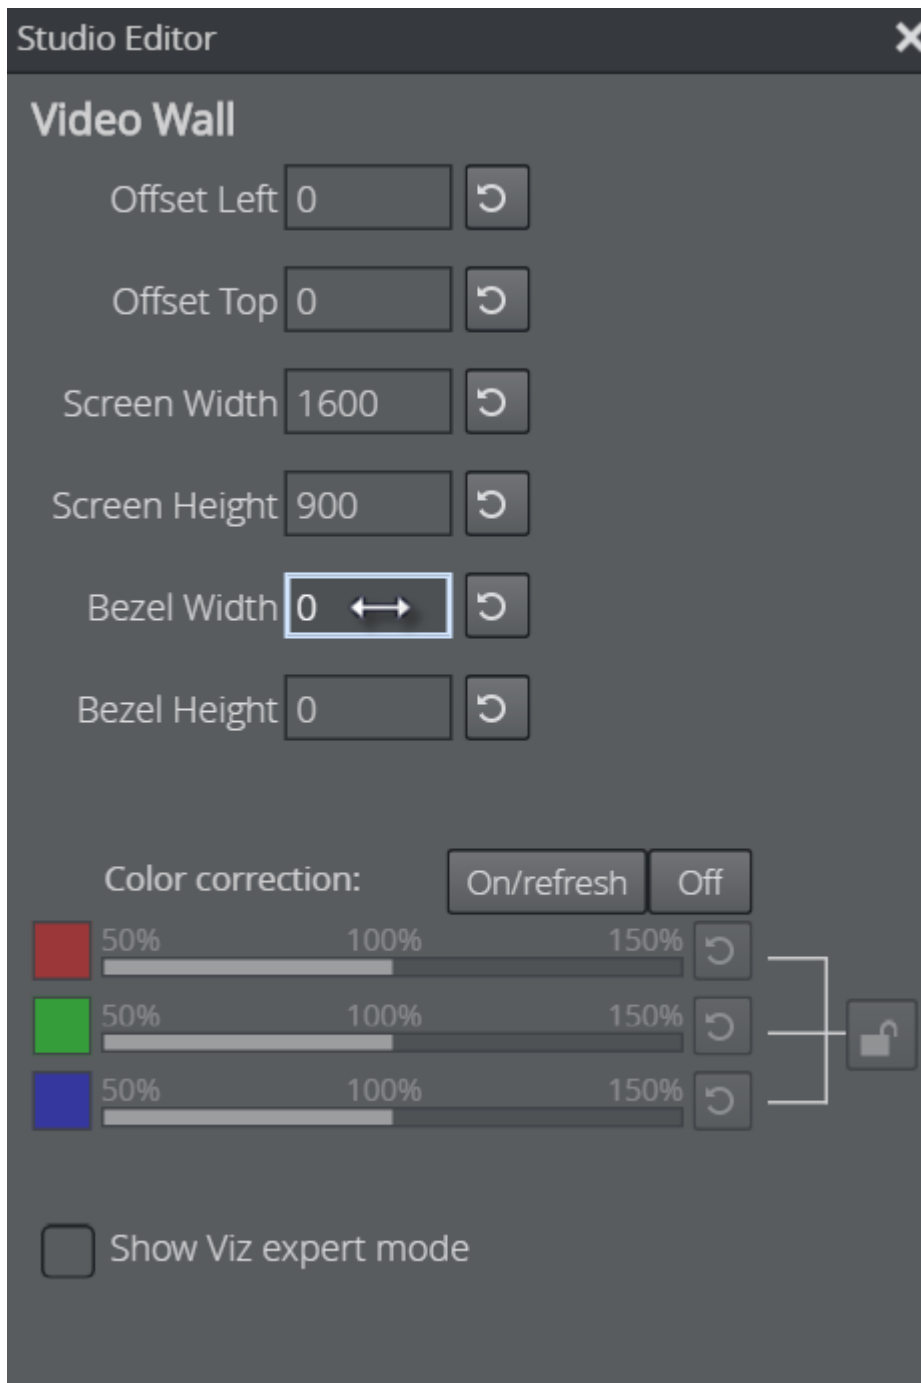 Studio Editor
Video Wall
Offset Left 0
Offset Top 0
Screen Width 1600
Screen Height 900
Bezel Width 0
Bezel Height 0
Color correction: On/refresh Off
50% 100% 150%
50% 100% 150%
50% 100% 150%
Show Viz expert mode